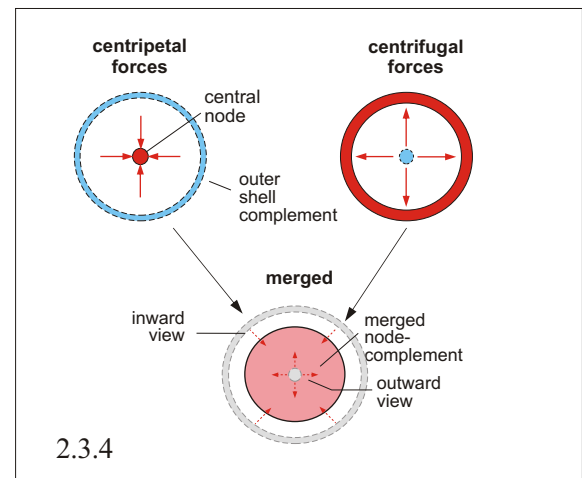 centripetal
forces
centrifugal
forces
central
node
outer
shell
complement
merged
inward
view
merged
node-
complement
outward
view
2.3.4